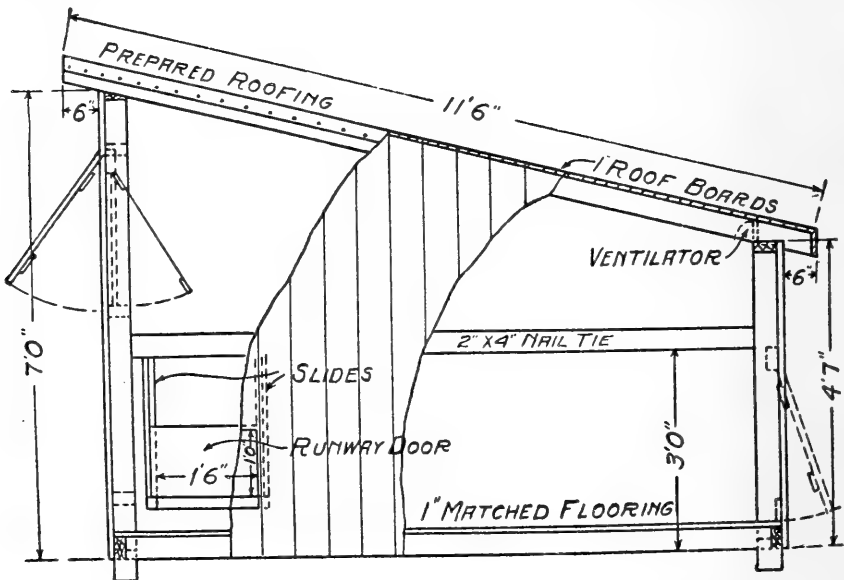 PREPARED ROOFING
11'6"
6"
1" ROOF BOARDS
VENTILATOR
6"
7'0"
2" X 4" NAIL TIE
4'7"
SLIDES
RUNWAY DOOR
1'0"
1'6"
3'0"
1" MATCHED FLOORING